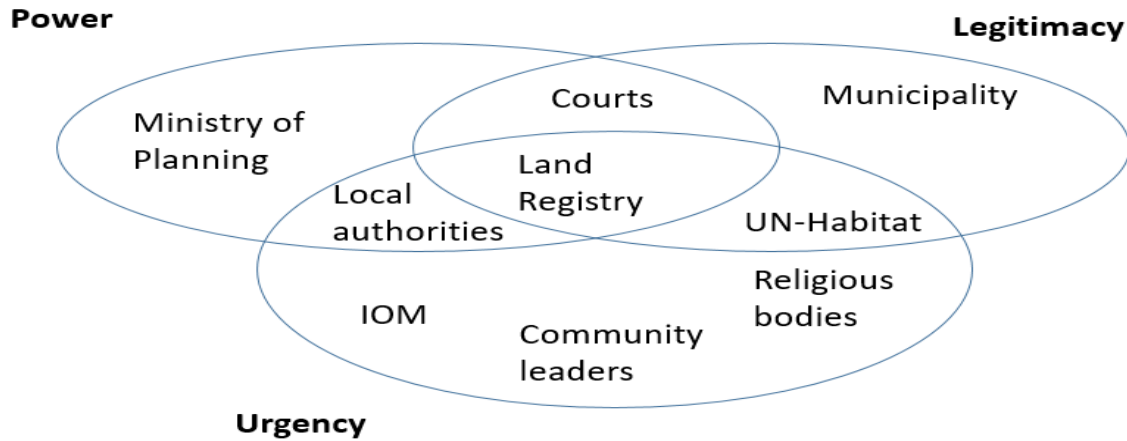 Power
Legitimacy
Courts
Municipality
Ministry of
Planning
Land
Registry
Local
authorities
UN-Habitat
Religious
bodies
IOM
Community
leaders
Urgency